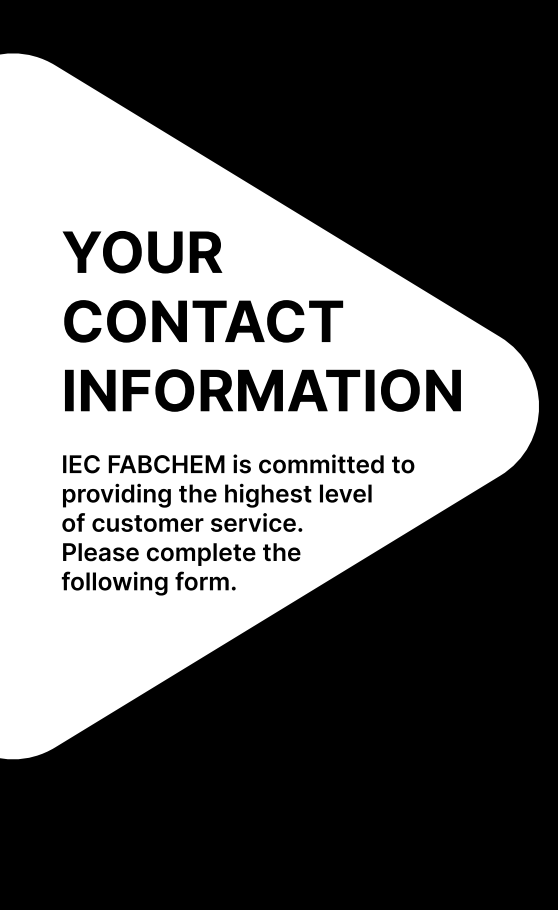 YOUR
CONTACT
INFORMATION
IEC FABCHEM is committed to
providing the highest level
of customer service.
Please complete the
following form.